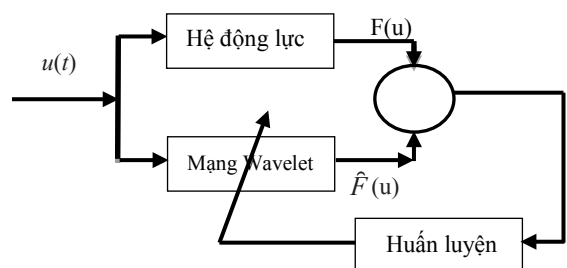 Hệ động lực
F(u)
u(t)
Mạng Wavelet
F̂ (u)
Huấn luyện